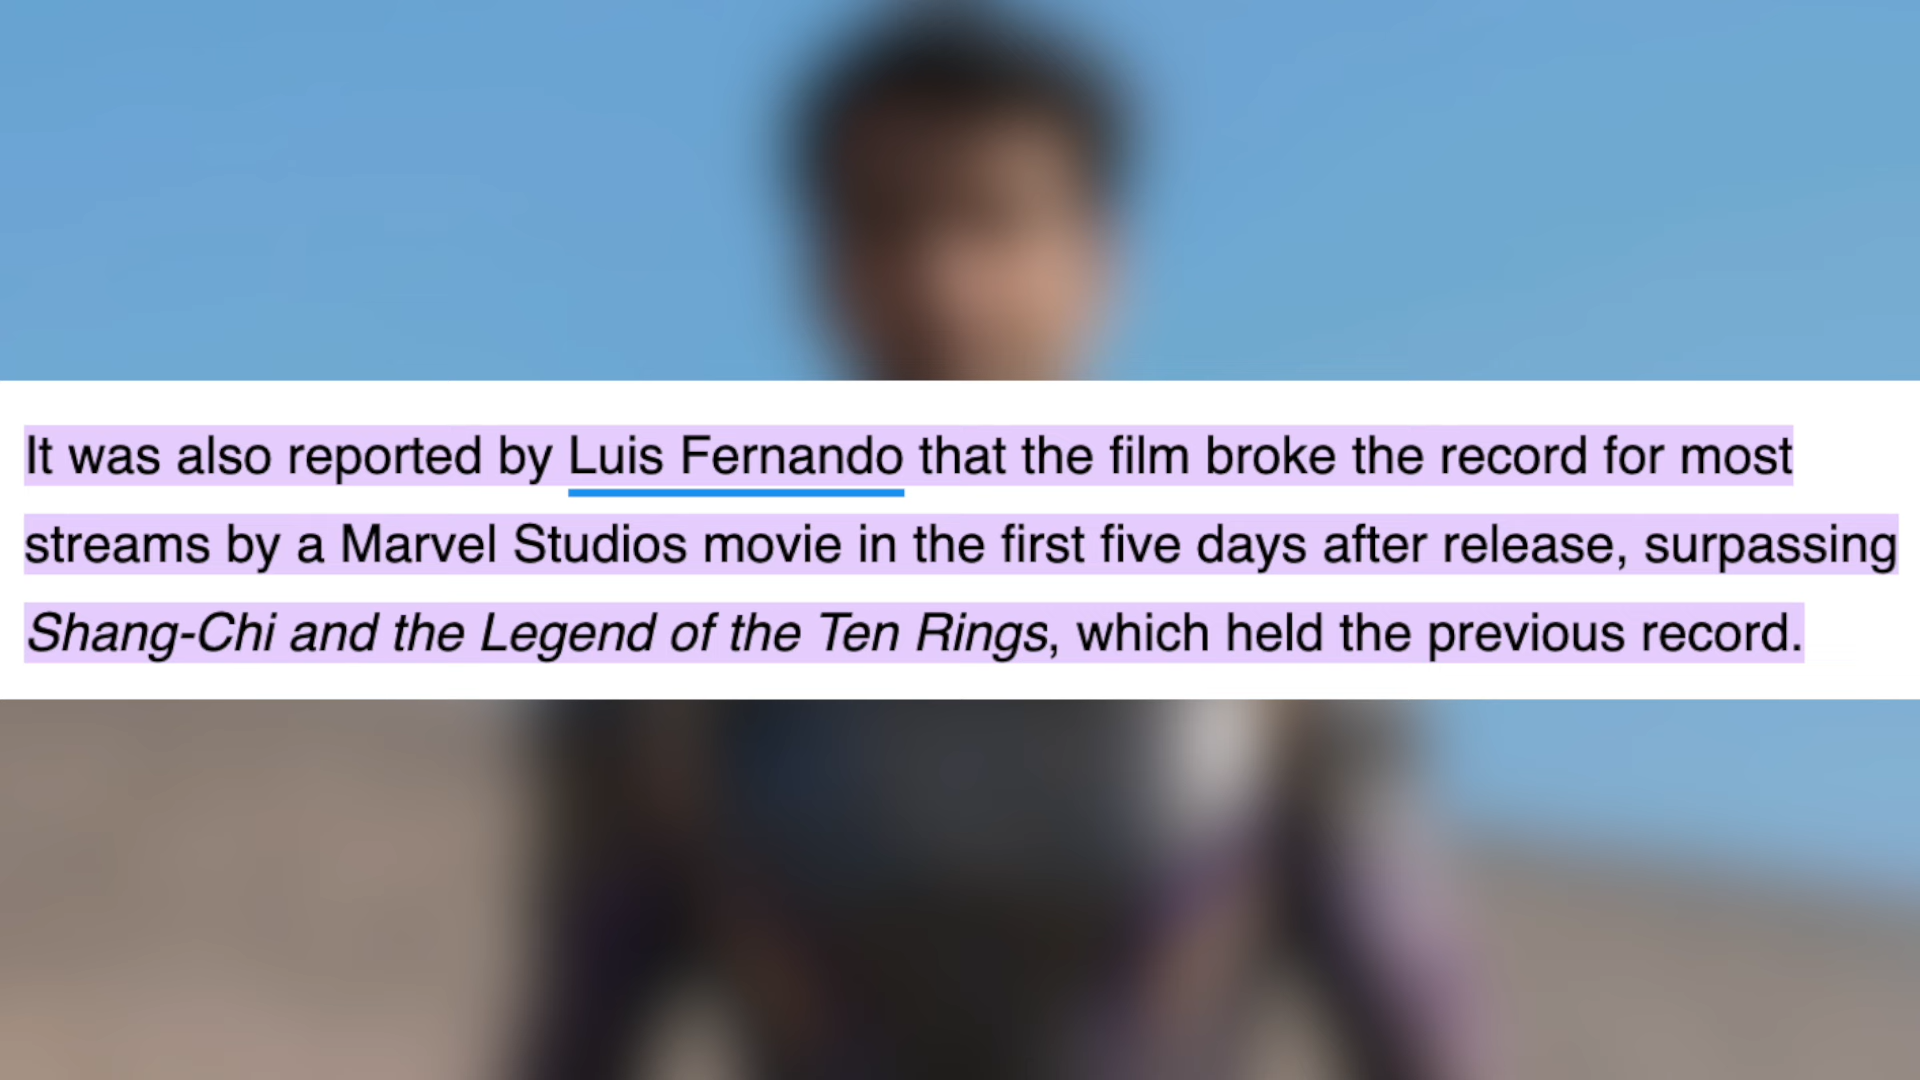 It was also reported by Luis Fernando that the film broke the record for most
streams by a Marvel Studios movie in the first five days after release, surpassing
Shang-Chi and the Legend of the Ten Rings, which held the previous record.